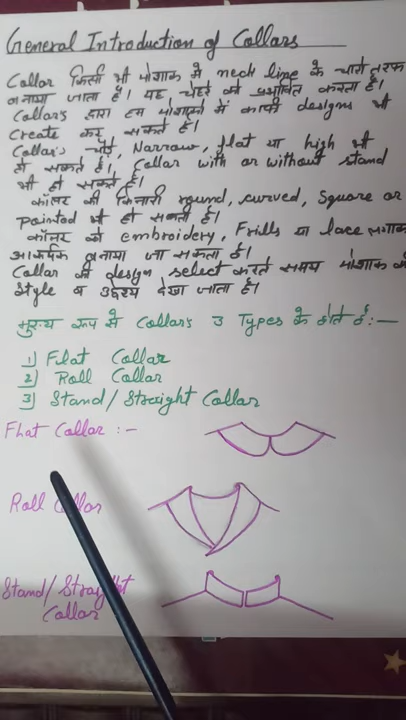 General Introduction of Collars
Collar किसी भी पोशाक में neck line के चारों तरफ
बनाया जाता है। यह चेहरे को प्रभावित करता है।
Collars द्वारा हम पोशाकों में काफी designs भी
create कर सकते हैं।
Collars चौड़े, Narrow, flat या high भी
हो सकते हैं। Collar with or without stand
भी हो सकते हैं।
कॉलर की किनारी round, curved, Square or
pointed भी हो सकती है।
कॉलर को embroidery, Frills या lace लगाकर
आकर्षक बनाया जा सकता है।
Collar की design select करते समय पोशाक की
style व उद्देश्य देखा जाता है।
मुख्य रूप से Collars 3 Types के होते हैं:—
1) Flat Collar
2) Roll Collar
3) Stand/Straight Collar
Flat Collar :-
Roll Collar
Stand/Straight
Collar